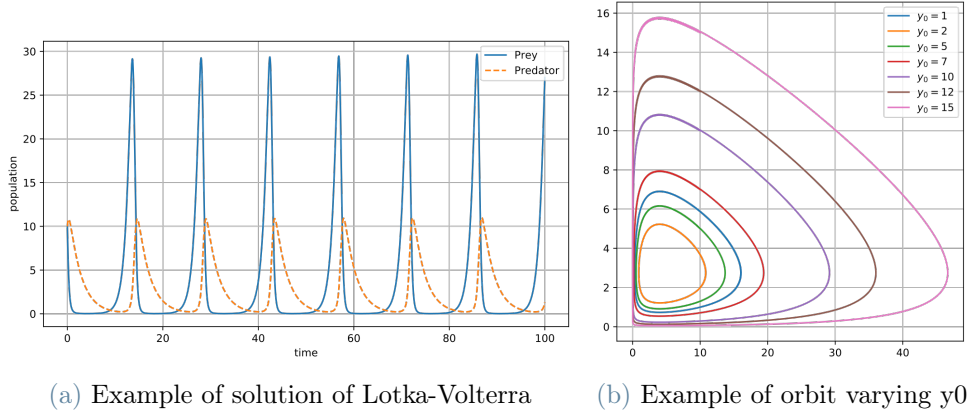 30
25
20
15
10
5
0
population
0 20 40 60 80 100
time
Prey
Predator
(a) Example of solution of Lotka-Volterra
16
14
12
10
8
6
4
2
0
0 10 20 30 40
y₀ = 1
y₀ = 2
y₀ = 5
y₀ = 7
y₀ = 10
y₀ = 12
y₀ = 15
(b) Example of orbit varying y0